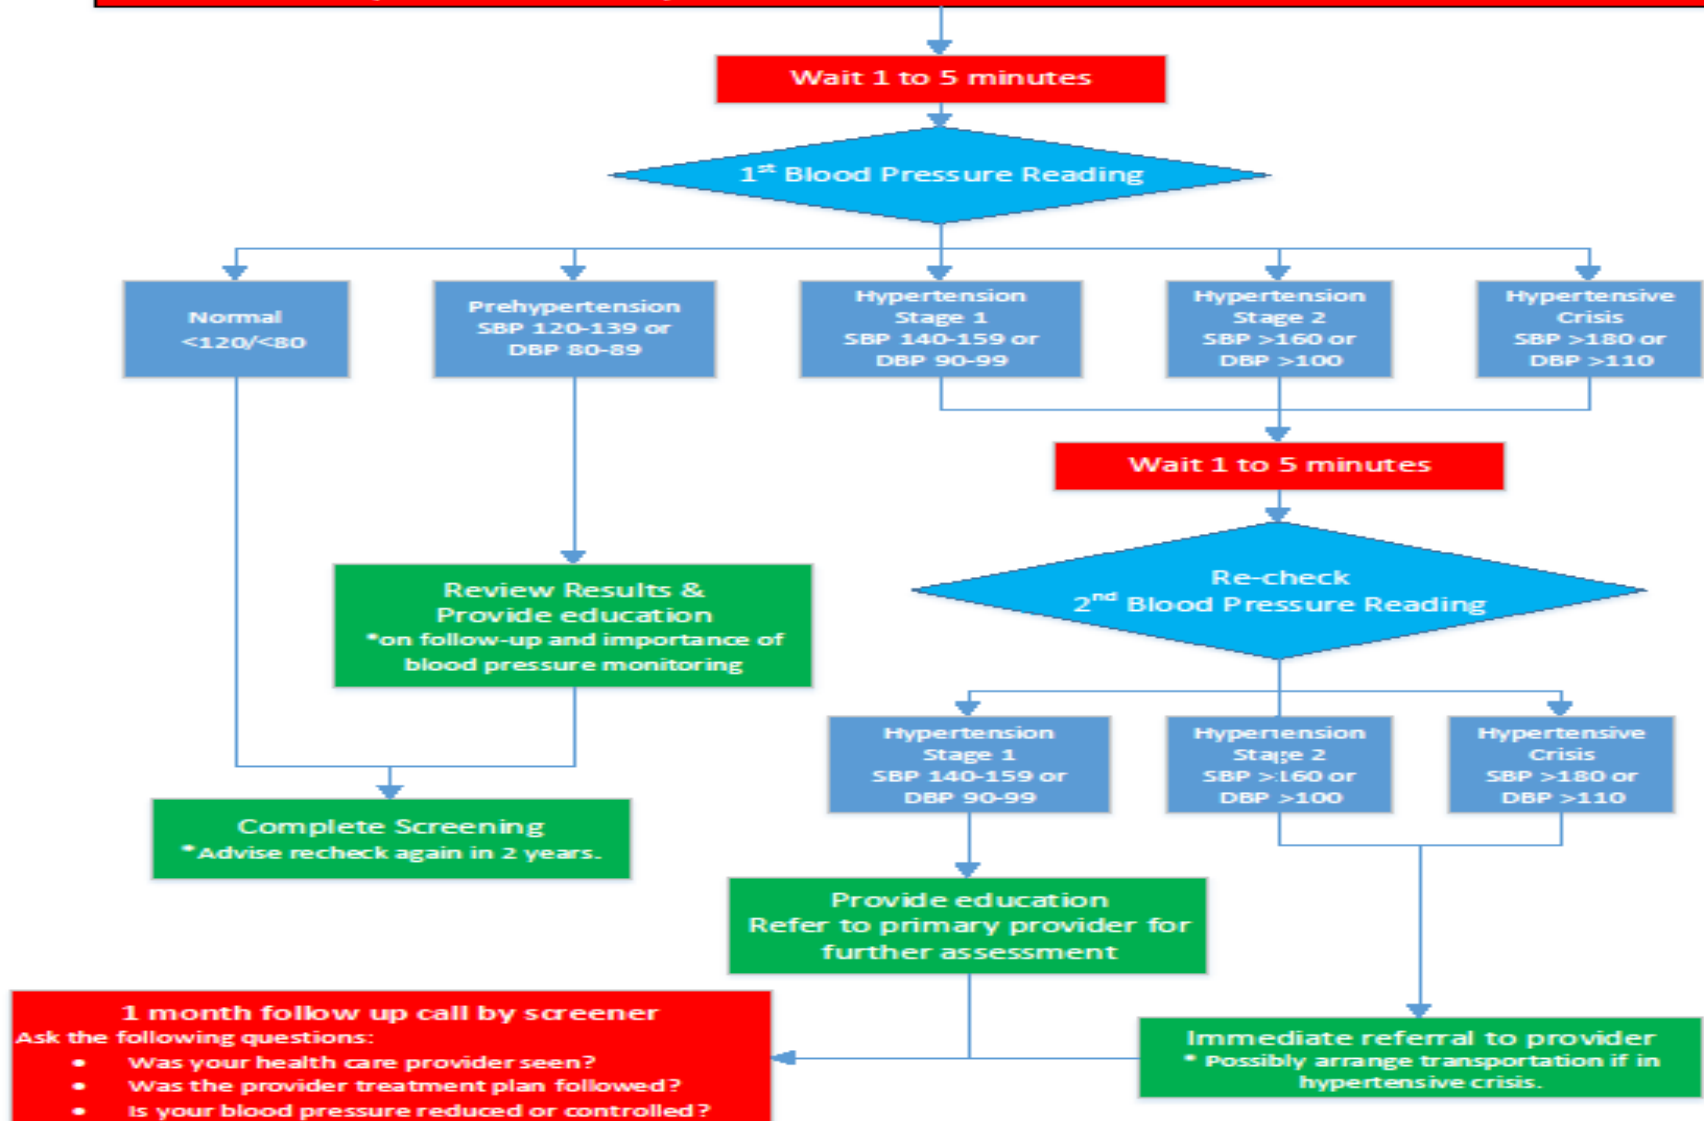 Wait 1 to 5 minutes
1st Blood Pressure Reading
Normal
<120/<80
Prehypertension
SBP 120-139 or
DBP 80-89
Hypertension
Stage 1
SBP 140-159 or
DBP 90-99
Hypertension
Stage 2
SBP >160 or
DBP >100
Hypertensive
Crisis
SBP >180 or
DBP >110
Wait 1 to 5 minutes
Re-check
2nd Blood Pressure Reading
Review Results &
Provide education
*on follow-up and importance of
blood pressure monitoring
Hypertension
Stage 1
SBP 140-159 or
DBP 90-99
Hypertension
Stage 2
SBP >160 or
DBP >100
Hypertensive
Crisis
SBP >180 or
DBP >110
Complete Screening
*Advise recheck again in 2 years.
Provide education
Refer to primary provider for
further assessment
1 month follow up call by screener
Ask the following questions:
• Was your health care provider seen?
• Was the provider treatment plan followed?
• Is your blood pressure reduced or controlled?
Immediate referral to provider
* Possibly arrange transportation if in
hypertensive crisis.